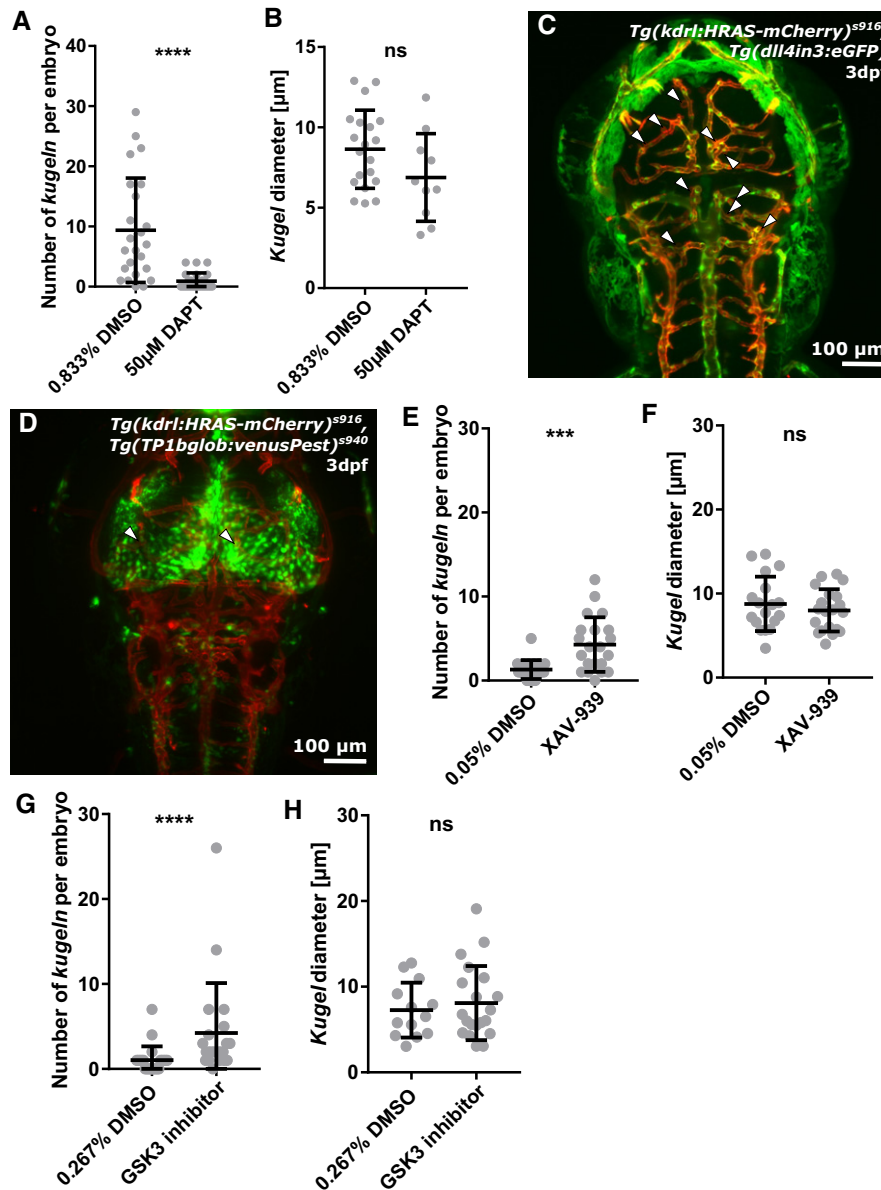 A
Number of kugeln per embryo
40
30
20
10
0
****
0.833% DMSO
50µM DAPT
B
Kugel diameter [µm]
15
10
5
0
ns
0.833% DMSO
50µM DAPT
C
Tg(kdrl:HRAS-mCherry)s916,
Tg(dll4in3:eGFP)
3dpf
100 µm
D
Tg(kdrl:HRAS-mCherry)s916,
Tg(TP1bglob:venusPest)s940
3dpf
100 µm
E
Number of kugeln per embryo
30
20
10
0
***
0.05% DMSO
XAV-939
F
Kugel diameter [µm]
30
20
10
0
ns
0.05% DMSO
XAV-939
G
Number of kugeln per embryo
30
20
10
0
****
0.267% DMSO
GSK3 inhibitor
H
Kugel diameter [µm]
30
20
10
0
ns
0.267% DMSO
GSK3 inhibitor